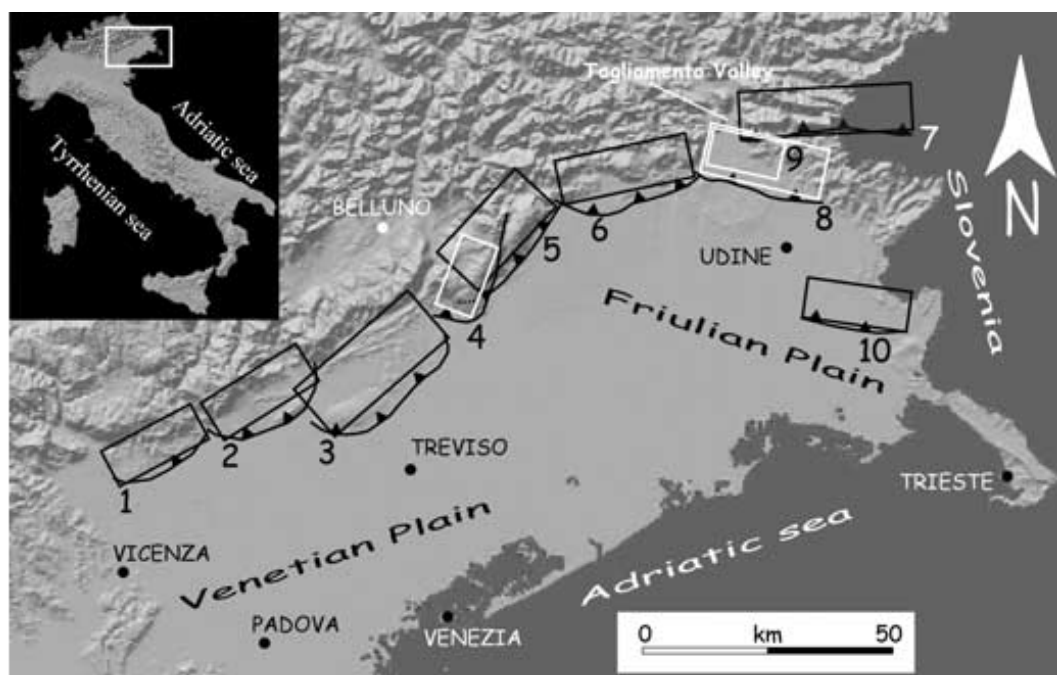 Adriatic sea
Tyrrhenian sea
Tagliamento Valley
7
9
Slovenia
N
BELLUNO
8
6
5
UDINE
Friulian Plain
10
4
3
2
1
TREVISO
TRIESTE
Adriatic sea
Venetian Plain
VICENZA
PADOVA
VENEZIA
0 km 50